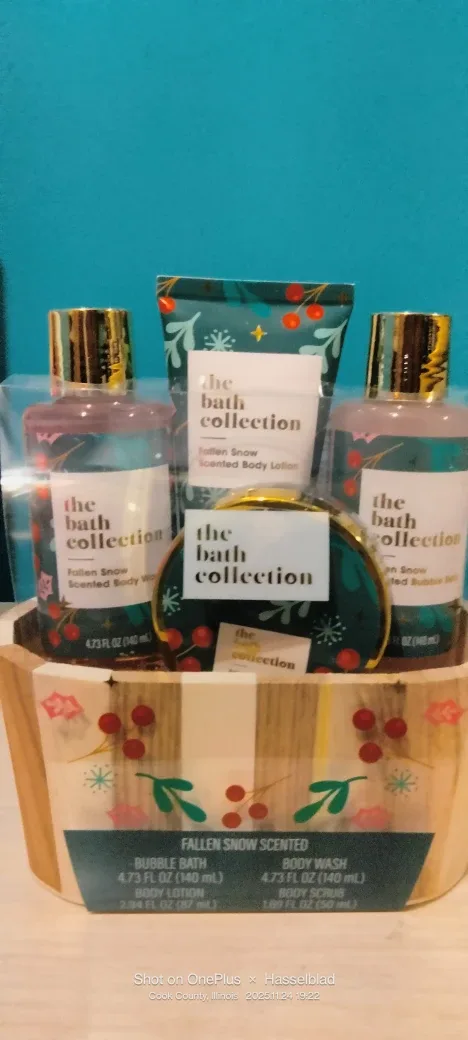 the
bath
collection
Fallen Snow
Scented Body Lotion
the
bath
collection
Fallen Snow
Scented Body
4.73 FL OZ (140 mL)
the
bath
collection
Snow
Bubble
FL OZ (140 mL)
the
bath
collection
the
bath
collection
FALLEN SNOW SCENTED
BUBBLE BATH
4.73 FL OZ (140 mL)
BODY WASH
4.73 FL OZ (140 mL)
BODY LOTION
2.94 FL OZ (87 mL)
BODY SCRUB
1.69 FL OZ (50 mL)
Shot on OnePlus × Hasselblad
Cook County, Illinois 2025.11.24 19:22